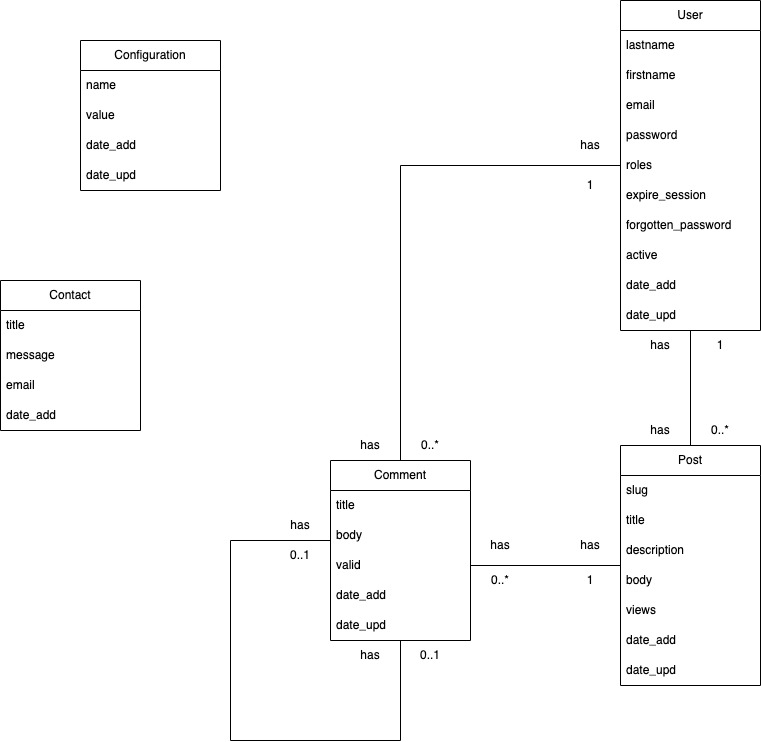 User
lastname
firstname
email
password
roles
expire_session
forgotten_password
active
date_add
date_upd
Configuration
name
value
date_add
date_upd
has
1
Contact
title
message
email
date_add
has
1
has
0..*
has
0..*
Comment
title
body
valid
date_add
date_upd
Post
slug
title
description
body
views
date_add
date_upd
has
0..1
has
0..*
has
1
has
0..1